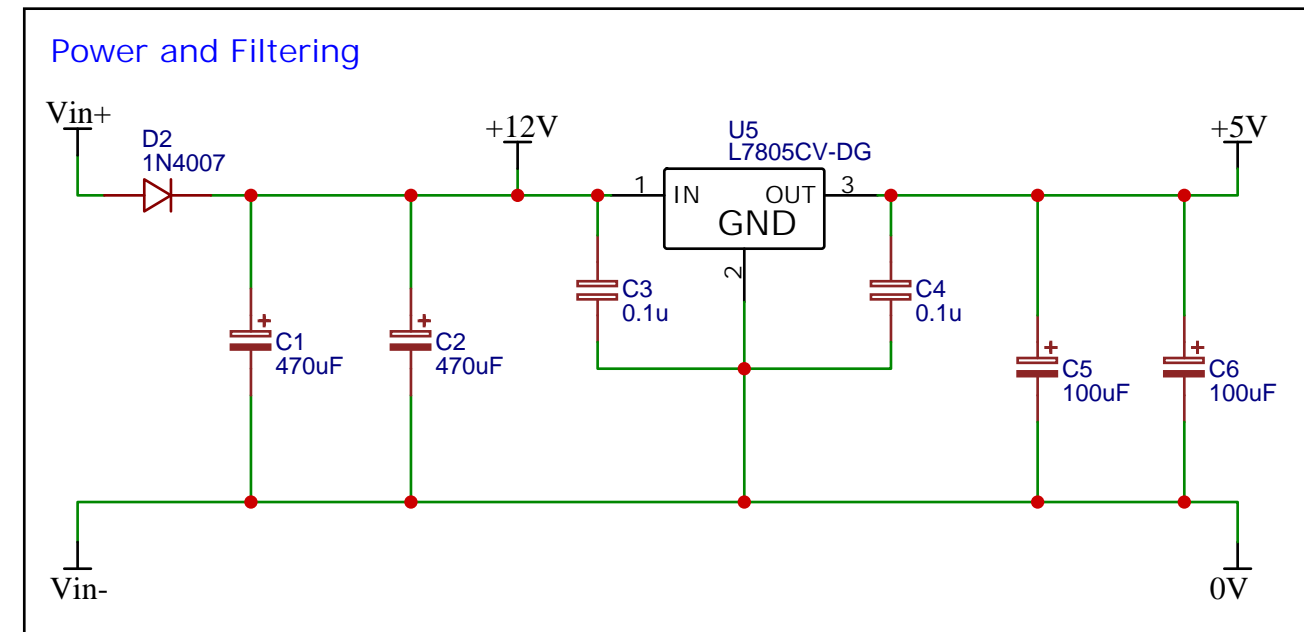 Power and Filtering
Vin+
D2
1N4007
+12V
U5
L7805CV-DG
+5V
1
IN
OUT
3
GND
2
C3
0.1u
C4
0.1u
+
C1
470uF
+
C2
470uF
+
C5
100uF
+
C6
100uF
Vin-
0V